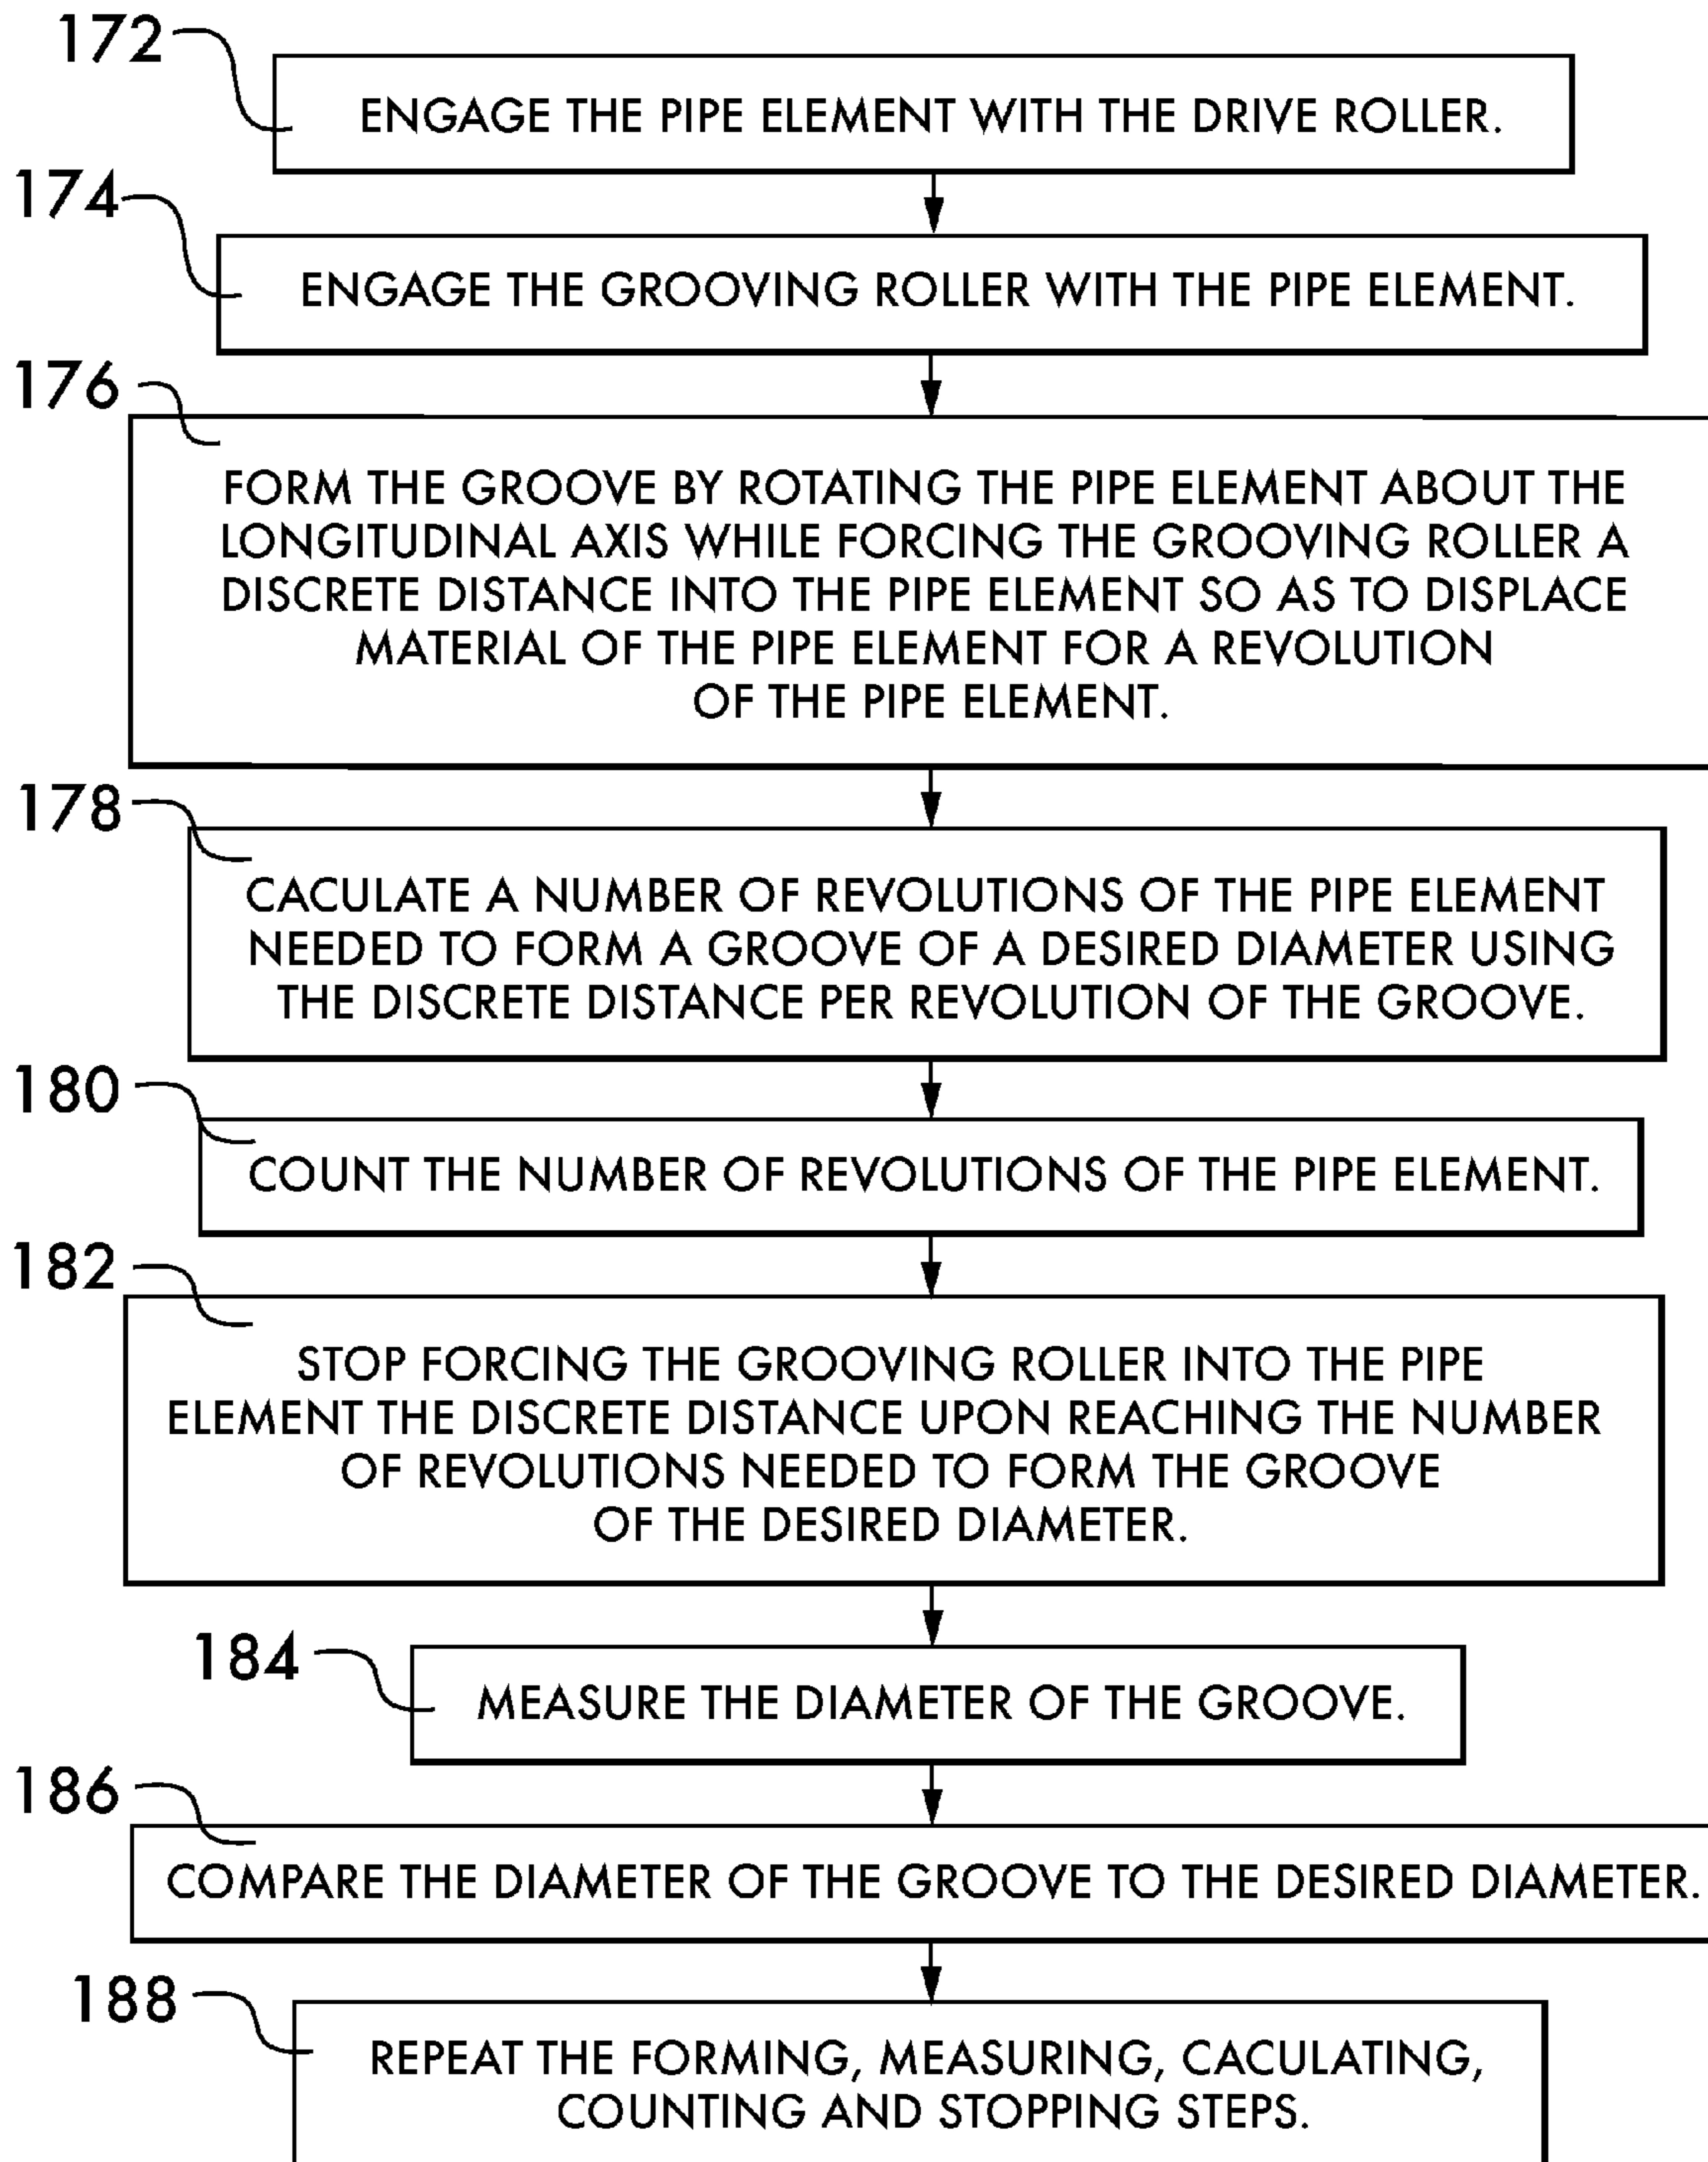 172
ENGAGE THE PIPE ELEMENT WITH THE DRIVE ROLLER.
174
ENGAGE THE GROOVING ROLLER WITH THE PIPE ELEMENT.
176
FORM THE GROOVE BY ROTATING THE PIPE ELEMENT ABOUT THE
LONGITUDINAL AXIS WHILE FORCING THE GROOVING ROLLER A
DISCRETE DISTANCE INTO THE PIPE ELEMENT SO AS TO DISPLACE
MATERIAL OF THE PIPE ELEMENT FOR A REVOLUTION
OF THE PIPE ELEMENT.
178
CACULATE A NUMBER OF REVOLUTIONS OF THE PIPE ELEMENT
NEEDED TO FORM A GROOVE OF A DESIRED DIAMETER USING
THE DISCRETE DISTANCE PER REVOLUTION OF THE GROOVE.
180
COUNT THE NUMBER OF REVOLUTIONS OF THE PIPE ELEMENT.
182
STOP FORCING THE GROOVING ROLLER INTO THE PIPE
ELEMENT THE DISCRETE DISTANCE UPON REACHING THE NUMBER
OF REVOLUTIONS NEEDED TO FORM THE GROOVE
OF THE DESIRED DIAMETER.
184
MEASURE THE DIAMETER OF THE GROOVE.
186
COMPARE THE DIAMETER OF THE GROOVE TO THE DESIRED DIAMETER.
188
REPEAT THE FORMING, MEASURING, CACULATING,
COUNTING AND STOPPING STEPS.